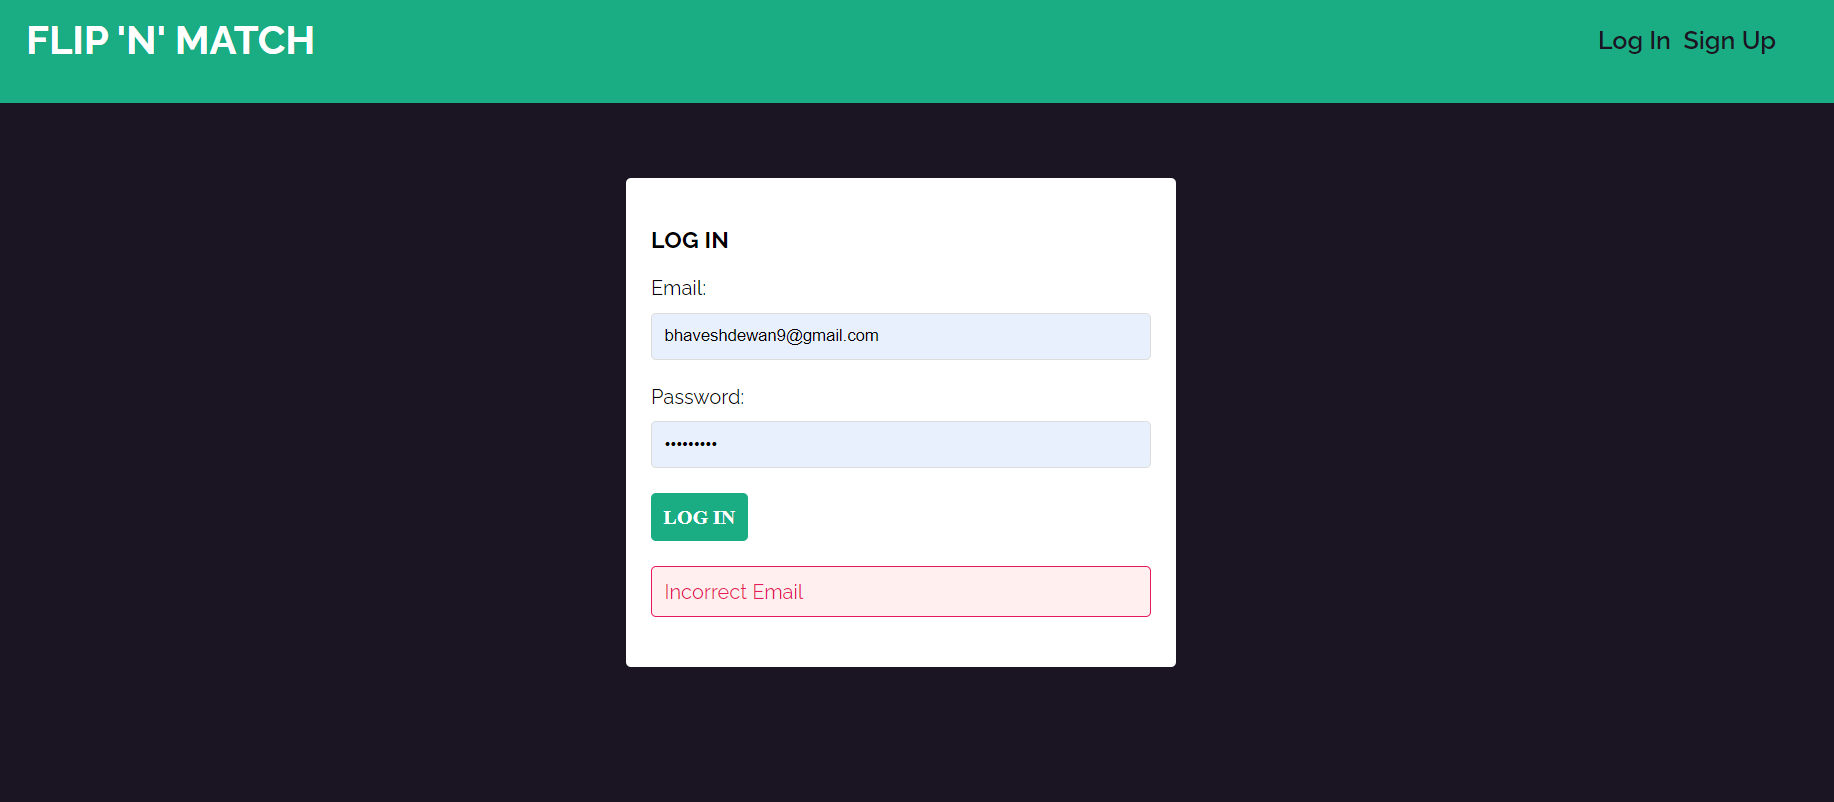 FLIP 'N' MATCH
Log In Sign Up
LOG IN
Email:
bhaveshdewan9@gmail.com
Password:
•••••••••
LOG IN
Incorrect Email